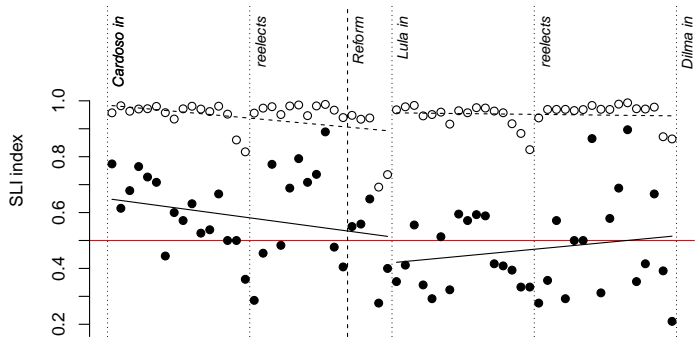 Cardoso in
reelects
Reform
Lula in
reelects
Dilma in
SLI index
1.0
0.8
0.6
0.4
0.2